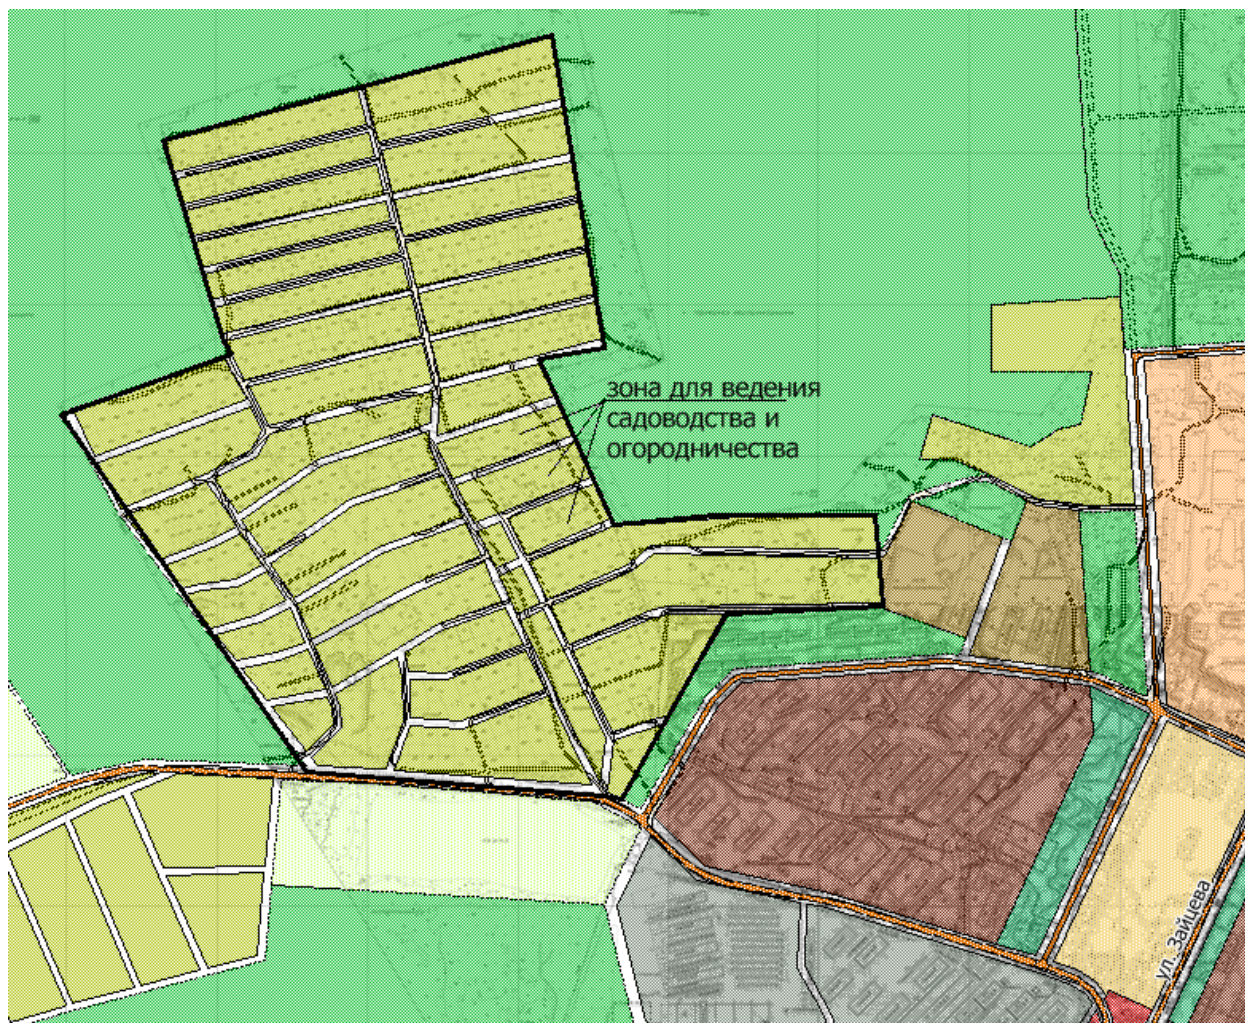 зона для ведения
садоводства и
огородничества
ул. Зайцева